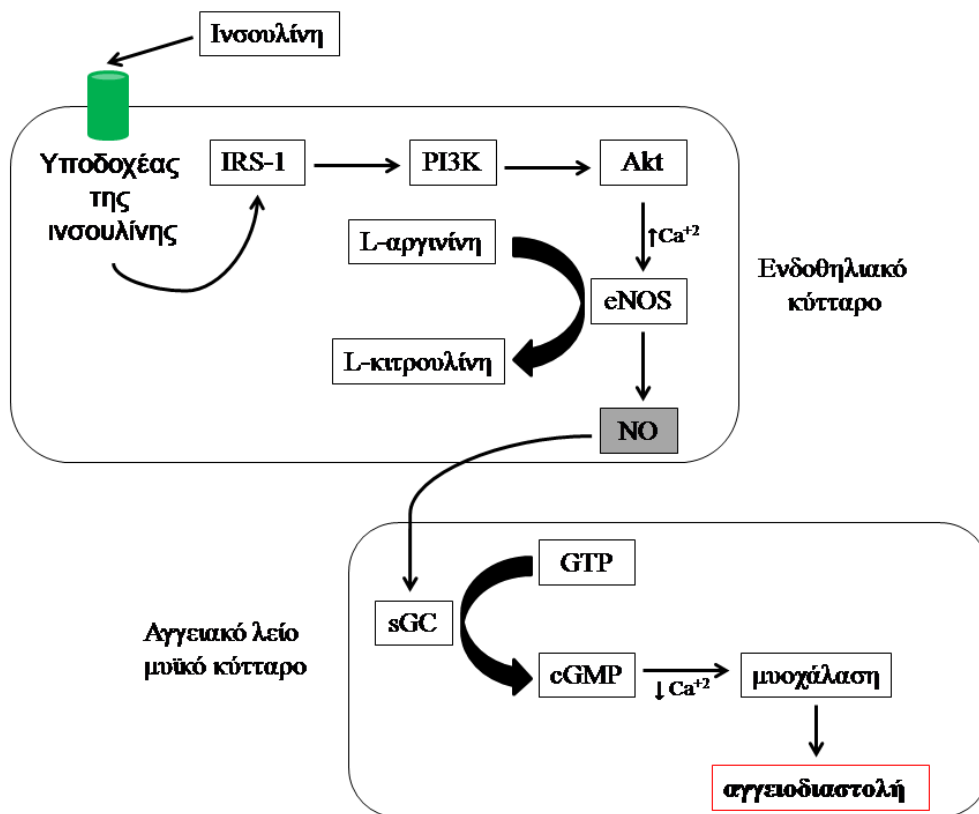 Ινσουλίνη
Υποδοχέας
της
ινσουλίνης
IRS-1
PI3K
Akt
↑Ca⁺²
L-αργινίνη
eNOS
L-κιτρουλίνη
NO
Ενδοθηλιακό
κύτταρο
Αγγειακό λείο
μυϊκό κύτταρο
sGC
GTP
cGMP
↓Ca⁺²
μυοχάλαση
αγγειοδιαστολή